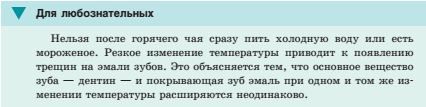 Для любознательных
Нельзя после горячего чая сразу пить холодную воду или есть
мороженое. Резкое изменение температуры приводит к появлению
трещин на эмали зубов. Это объясняется тем, что основное вещество
зуба — дентин — и покрывающая зуб эмаль при одном и том же из-
менении температуры расширяются неодинаково.